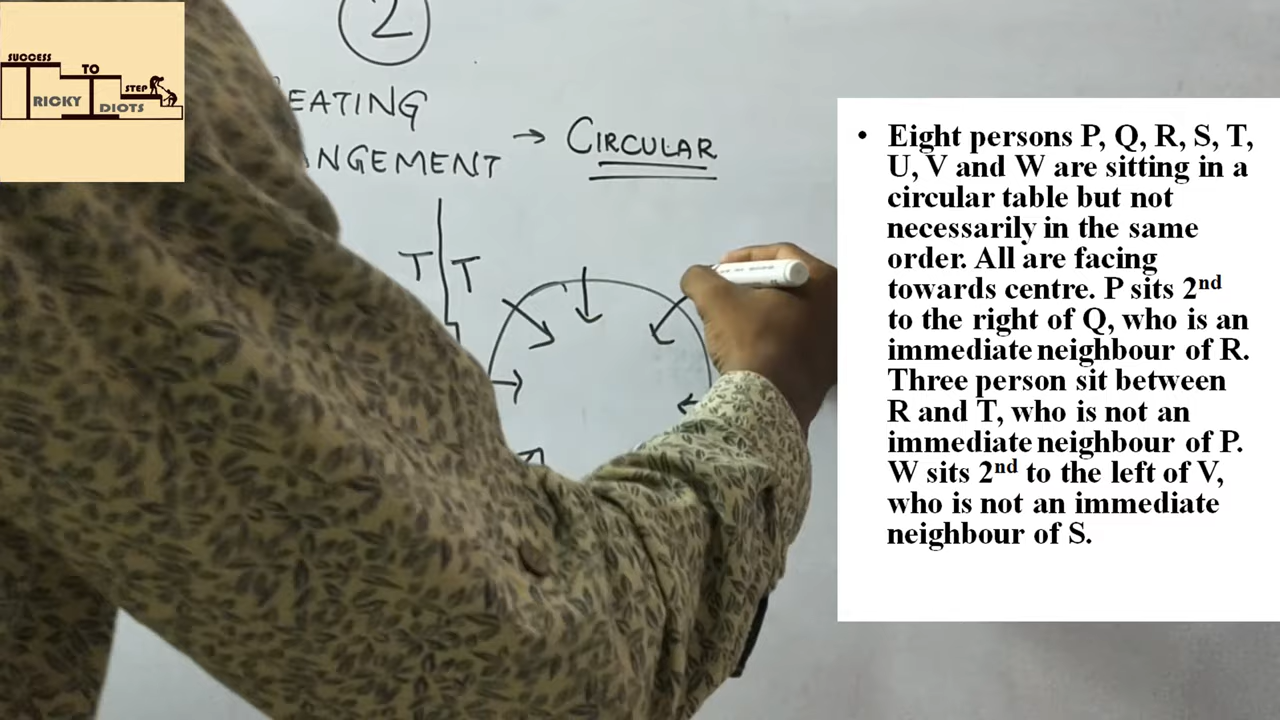 2
SUCCESS
TO
STEP
RICKY
DIOTS
EATING
ANGEMENT → CIRCULAR
T T
• Eight persons P, Q, R, S, T,
U, V and W are sitting in a
circular table but not
necessarily in the same
order. All are facing
towards centre. P sits 2nd
to the right of Q, who is an
immediate neighbour of R.
Three person sit between
R and T, who is not an
immediate neighbour of P.
W sits 2nd to the left of V,
who is not an immediate
neighbour of S.